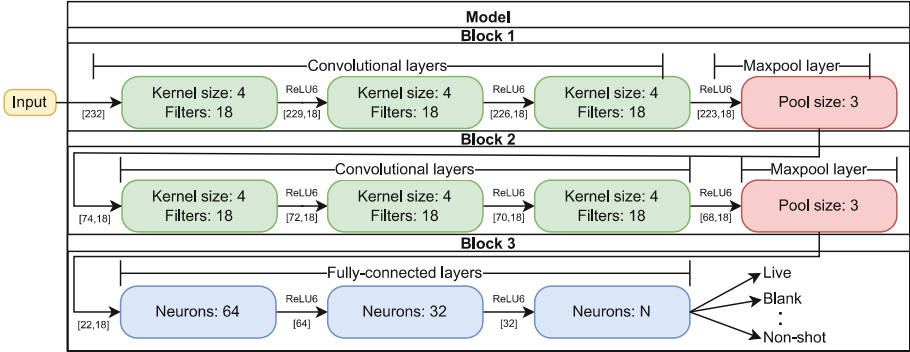 Model
Block 1
Convolutional layers
Maxpool layer
Input
[232]
Kernel size: 4
Filters: 18
ReLU6
[229,18]
Kernel size: 4
Filters: 18
ReLU6
[226,18]
Kernel size: 4
Filters: 18
ReLU6
[223,18]
Pool size: 3
Block 2
Convolutional layers
Maxpool layer
[74,18]
Kernel size: 4
Filters: 18
ReLU6
[72,18]
Kernel size: 4
Filters: 18
ReLU6
[70,18]
Kernel size: 4
Filters: 18
ReLU6
[68,18]
Pool size: 3
Block 3
Fully-connected layers
[22,18]
Neurons: 64
ReLU6
[64]
Neurons: 32
ReLU6
[32]
Neurons: N
Live
Blank
:
Non-shot